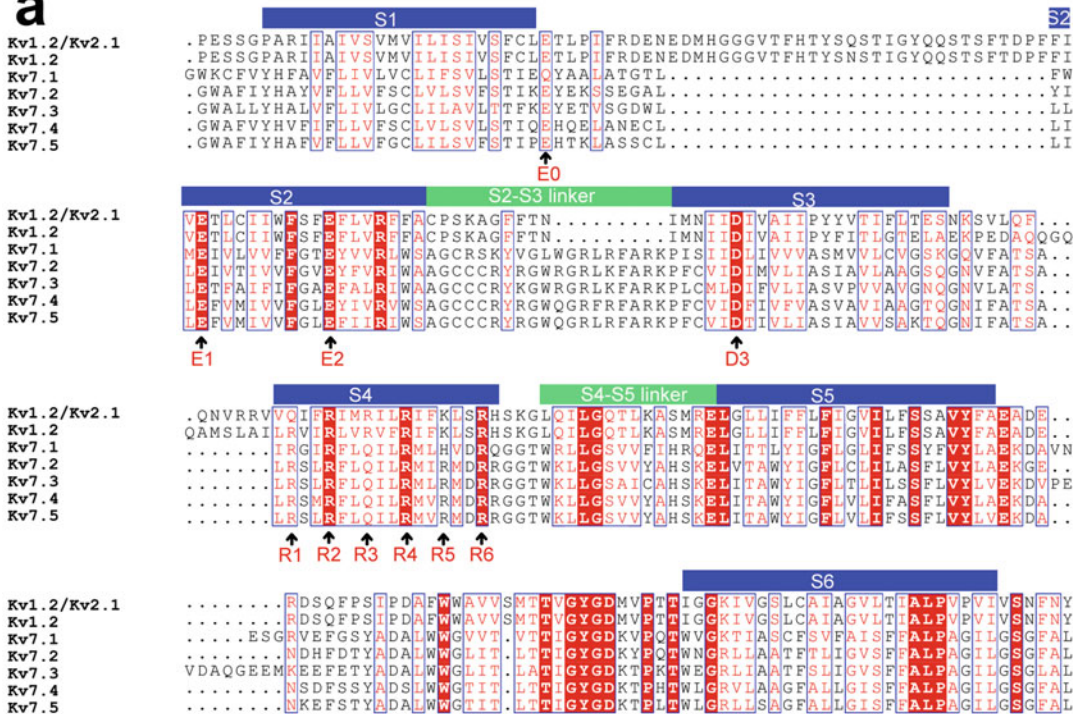 a
S1
S2
Kv1.2/Kv2.1 .PESSGPARIIAIVSVMVILISIVSFCLETLPIFRDENEDMHGGGVTFHTYSQSTIGYQQSTSFTDPFFI
Kv1.2 .PESSGPARIIAIVSVMVILISIVSFCLETLPIFRDENEDMHGGGVTFHTYSNSTIGYQQSTSFTDPFFI
Kv7.1 GWKCFVYHFAVFLIVLVCLIFSVLSTIEQYAALATGTL..............................FW
Kv7.2 .GWAFIYHAYVFLLVFSCLVLSVFSTIKEYEKSSEGAL..............................YI
Kv7.3 .GWALLYHALVFLIVLGCLILAVLTTFKEYETVSGDWL..............................LL
Kv7.4 .GWAFVYHVFIFLLVFSCLVLSVLSTIQEHQELANECL..............................LI
Kv7.5 .GWAFIYHAFVFLLVFGCLILSVFSTIPEHTKLASSCL..............................LI
E0
S2 S2-S3 linker S3
Kv1.2/Kv2.1 VETLCIIWFSFEFLVRFFACPSKAGFFTN.........IMNIIDIVAIIPYYVTIFLTESNKSVLQF...
Kv1.2 VETLCIIWFSFEFLVRFFACPSKAGFFTN.........IMNIIDIVAIIPYFITLGTELAEKPEDAQQGQ
Kv7.1 MEIVLVVFFGTEYVVRLWSAGCRSKYVGLWGRLRFARKPISIIDLIVVVASMVVLCVGSKGQVFATSA..
Kv7.2 LEIVTIVVFGVEYFVRIWAAGCCCRYRGWRGRLKFARKPFCVIDIMVLIASIAVLAAGSQGNVFATSA..
Kv7.3 LETFAIFIFGAEFALRIWAAGCCCRYKGWRGRLKFARKPLCMLDIFVLIASVPVVAVGNQGNVLATS...
Kv7.4 LEFVMIVVFGLEYIVRVWSAGCCCRYRGWQGRFRFARKPFCVIDFIVFVASVAVIAAGTQGNIFATSA..
Kv7.5 LEFVMIVVFGLEFIIRIWSAGCCCRYRGWQGRLRFARKPFCVIDTIVLIASIAVVSAKTQGNIFATSA..
E1 E2 D3
S4 S4-S5 linker S5
Kv1.2/Kv2.1 .QNVRRVVQIFRIMRILRIFKLSRHSKGLQILGQTLKASMRELGLLIFFLFIGVILFSSAVYFAEADE..
Kv1.2 QAMSLAILRVIRLVRVFRIFKLSRHSKGLQILGQTLKASMRELGLLIFFLFIGVILFSSAVYFAEADE..
Kv7.1 .......IRGIRFLQILRMLHVDRQGGTWRLLGSVVFIHRQELITTLYIGFLGLIFSSYFVYLAEKDAVN
Kv7.2 .......LRSLRFLQILRMIRMDRRGGTWKLLGSVVYAHSKELVTAWYIGFLCLILASFLVYLAEKGE..
Kv7.3 .......LRSLRFLQILRMLRMDRRGGTWKLLGSAICAHSKELITAWYIGFLTLILSSFLVYLVEKDVPE
Kv7.4 .......LRSMRFLQILRMVRMDRRGGTWKLLGSVVYAHSKELITAWYIGFLVLIFASFLVYLAEKDA..
Kv7.5 .......LRSLRFLQILRMVRMDRRGGTWKLLGSVVYAHSKELITAWYIGFLVLIFSSFLVYLVEKDA..
R1 R2 R3 R4 R5 R6
S6
Kv1.2/Kv2.1 ........RDSQFPSIPDAFWWAVVSMTTVGYGDMVPTTIGGKIVGSLCAIAGVLTIALPVPVIVSNFNY
Kv1.2 ........RDSQFPSIPDAFWWAVVSMTTVGYGDMVPTTIGGKIVGSLCAIAGVLTIALPVPVIVSNFNY
Kv7.1 .....ESGRVEFGSYADALWWGVVT.VTTIGYGDKVPQTWVGKTIASCFSVFAISFFALPAGILGSGFAL
Kv7.2 ........NDHFDTYADALWWGLIT.LTTIGYGDKYPQTWNGRLLAATFTLIGVSFFALPAGILGSGFAL
Kv7.3 VDAQGEEMKEEFETYADALWWGLIT.LATIGYGDKTPKTWEGRLIAATFSLIGVSFFALPAGILGSGLAL
Kv7.4 ........NSDFSSYADSLWWGTIT.LTTIGYGDKTPHTWLGRVLAAGFALLGISFFALPAGILGSGFAL
Kv7.5 ........NKEFSTYADALWWGTIT.LTTIGYGDKTPLTWLGRLLSAGFALLGISFFALPAGILGSGFAL